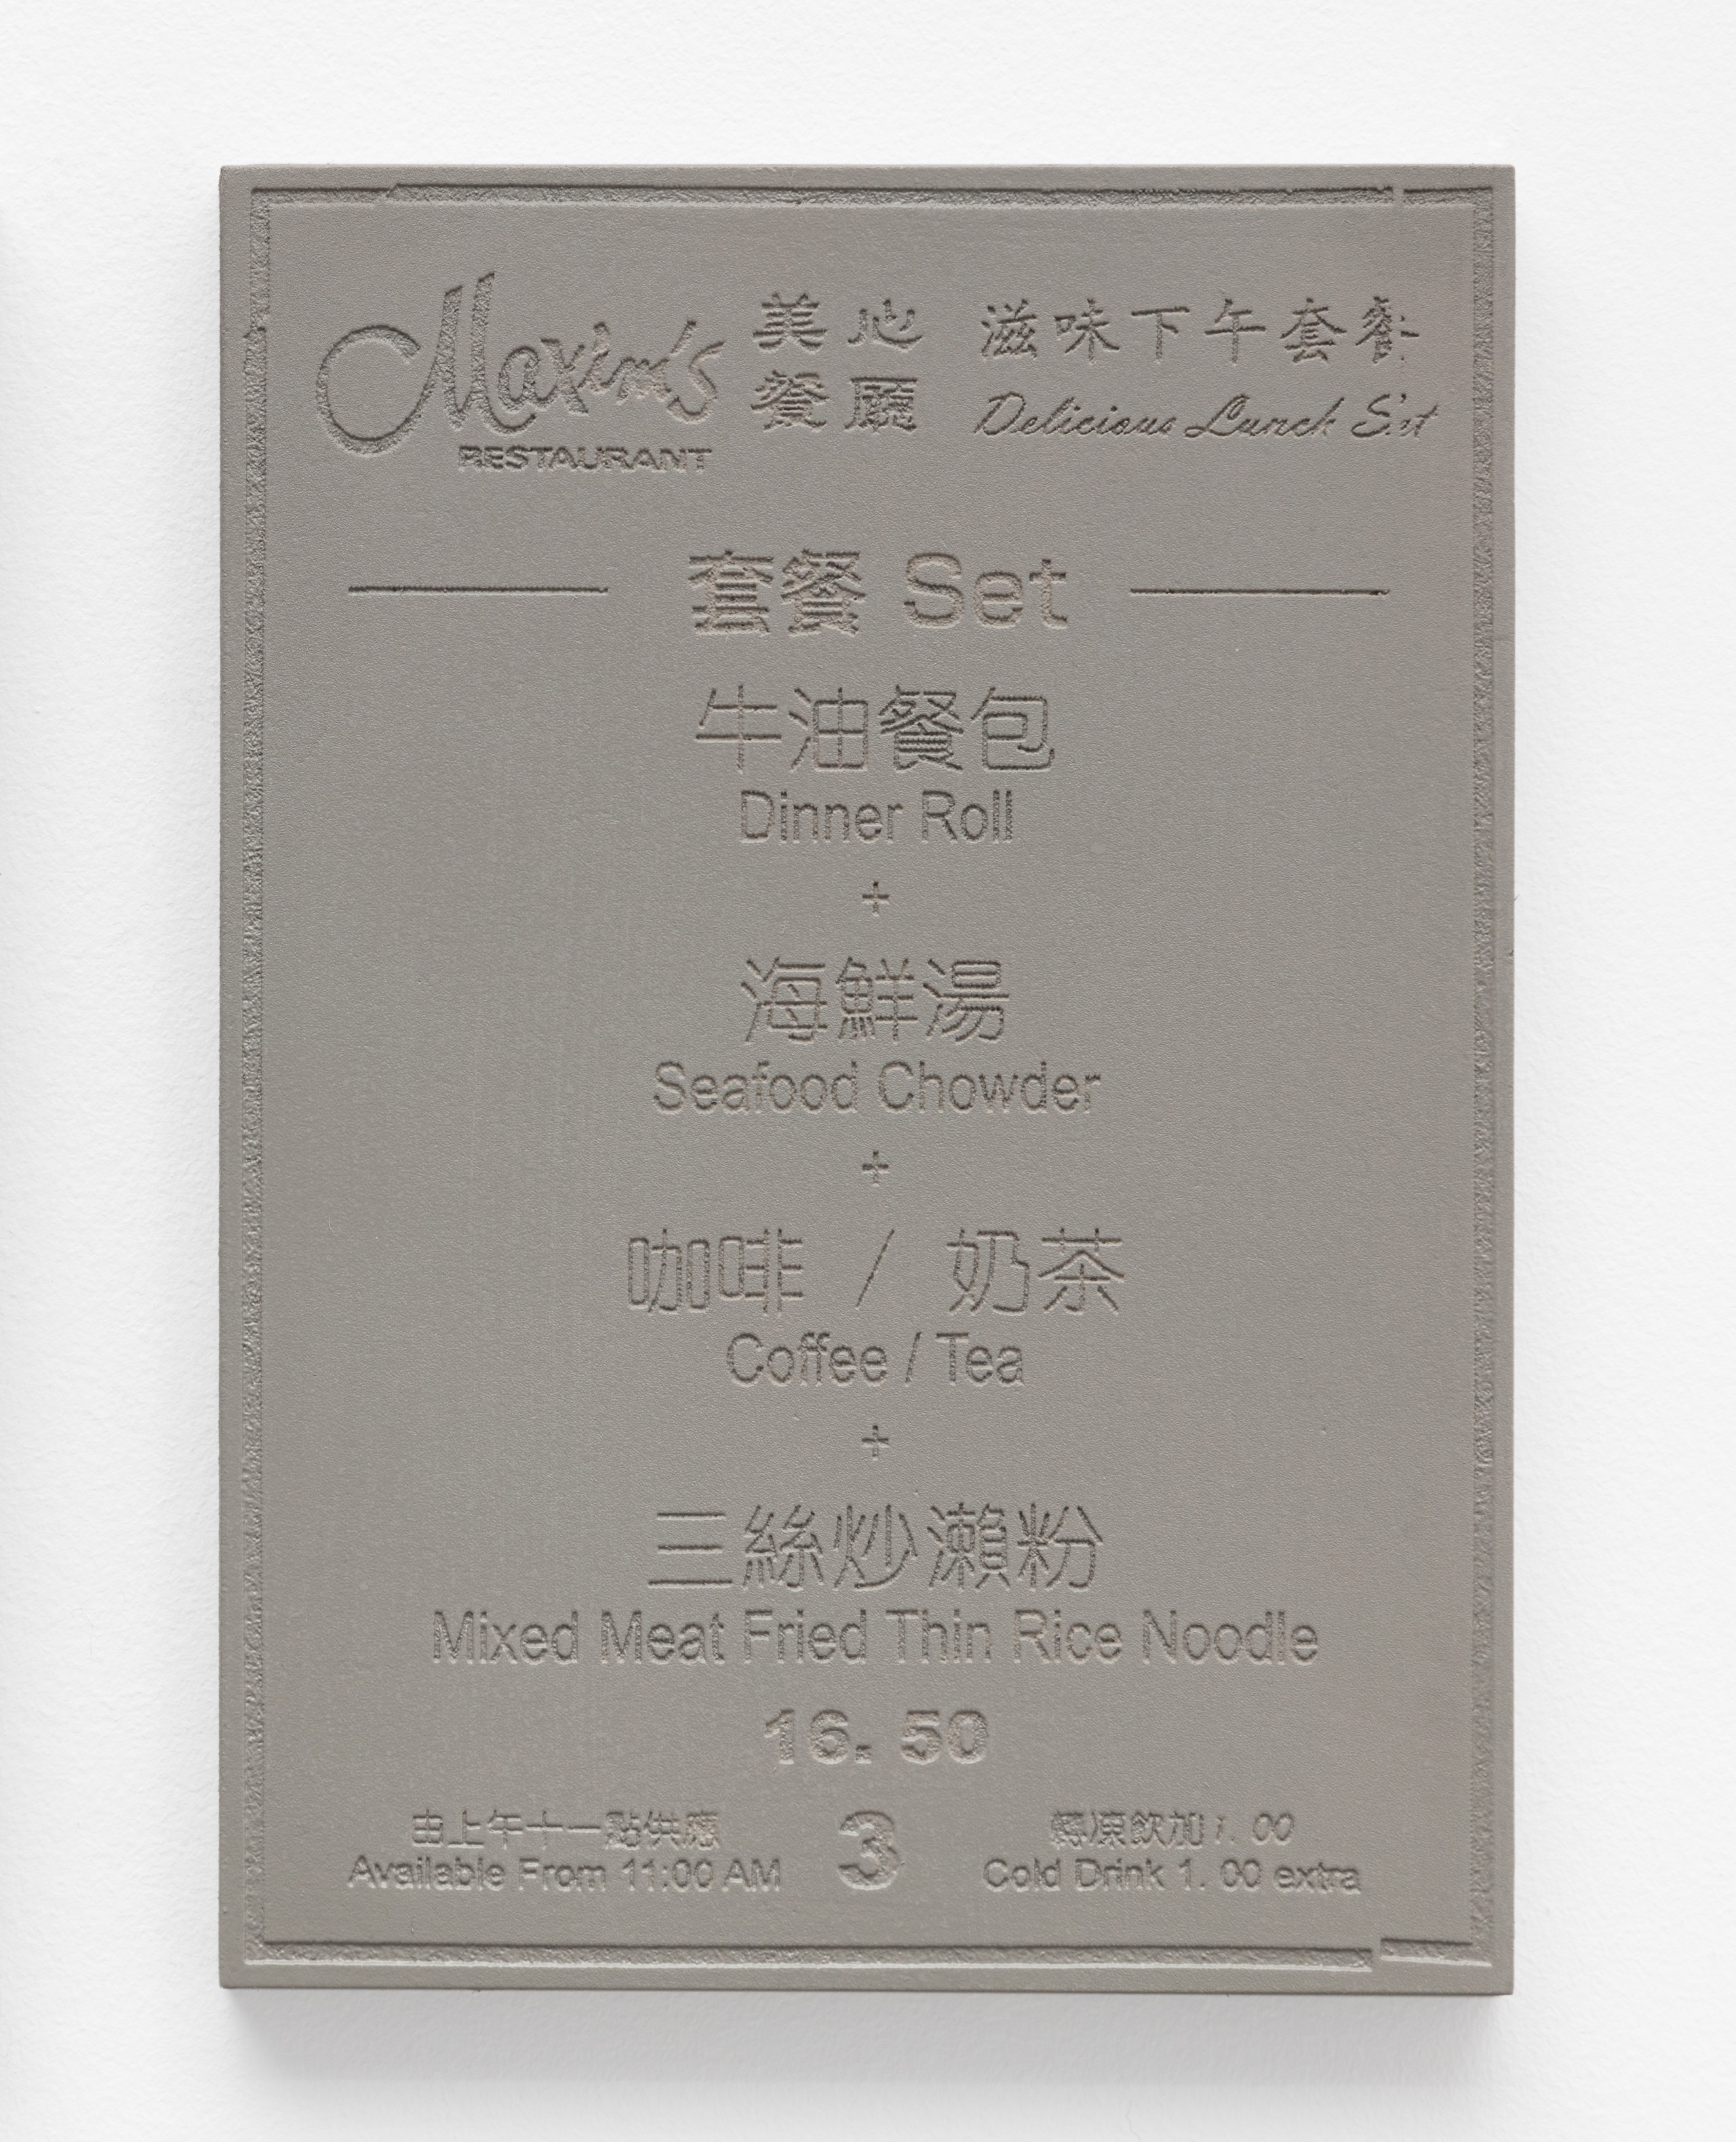 Maxim's
RESTAURANT
美心
餐廳
滋味下午套餐
Delicious Lunch Set
套餐 Set
牛油餐包
Dinner Roll
+
海鮮湯
Seafood Chowder
+
咖啡 / 奶茶
Coffee / Tea
+
三絲炒瀨粉
Mixed Meat Fried Thin Rice Noodle
16. 50
由上午十一點供應
Available From 11:00 AM
3
轉凍飲加 1. 00
Cold Drink 1. 00 extra